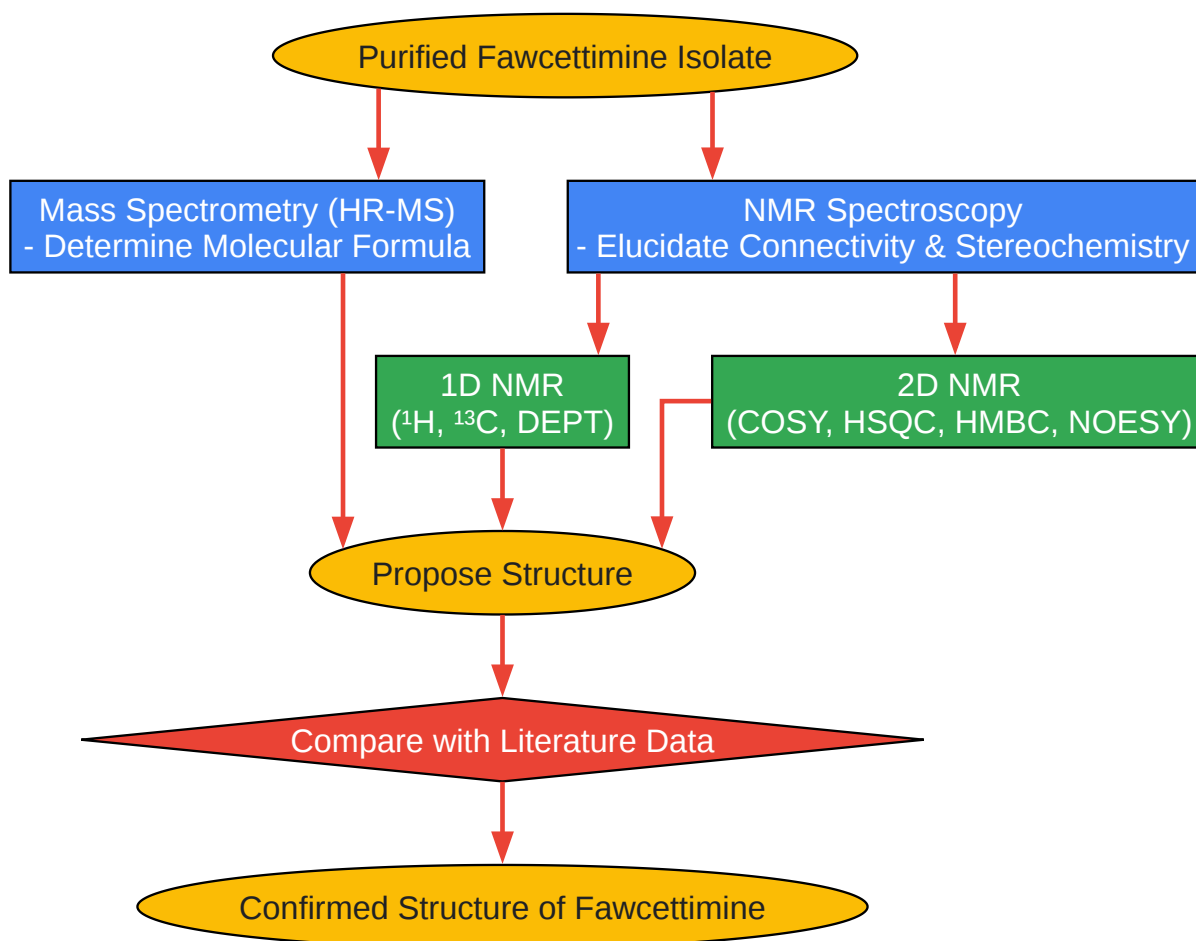 Purified Fawcettimine Isolate
Mass Spectrometry (HR-MS)
- Determine Molecular Formula
NMR Spectroscopy
- Elucidate Connectivity & Stereochemistry
1D NMR
(¹H, ¹³C, DEPT)
2D NMR
(COSY, HSQC, HMBC, NOESY)
Propose Structure
Compare with Literature Data
Confirmed Structure of Fawcettimine